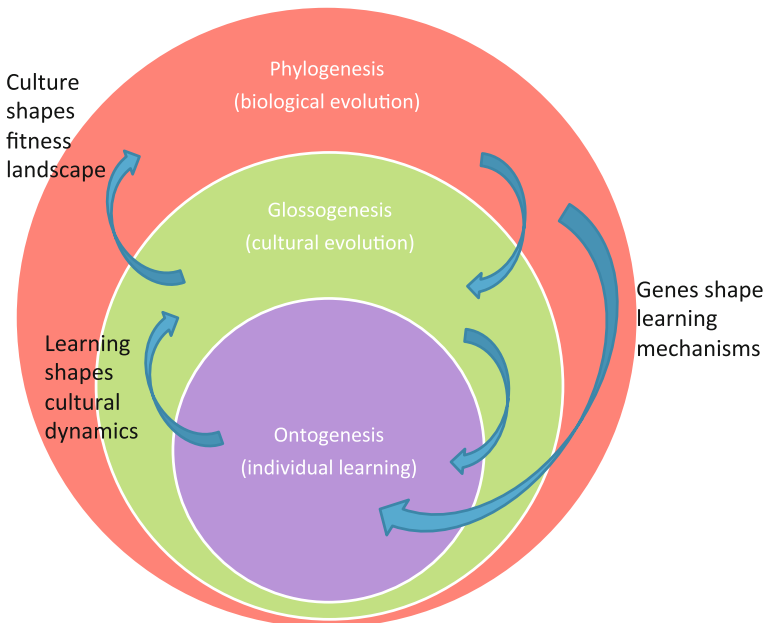 Phylogenesis
(biological evolution)
Culture
shapes
fitness
landscape
Glossogenesis
(cultural evolution)
Genes shape
learning
mechanisms
Learning
shapes
cultural
dynamics
Ontogenesis
(individual learning)